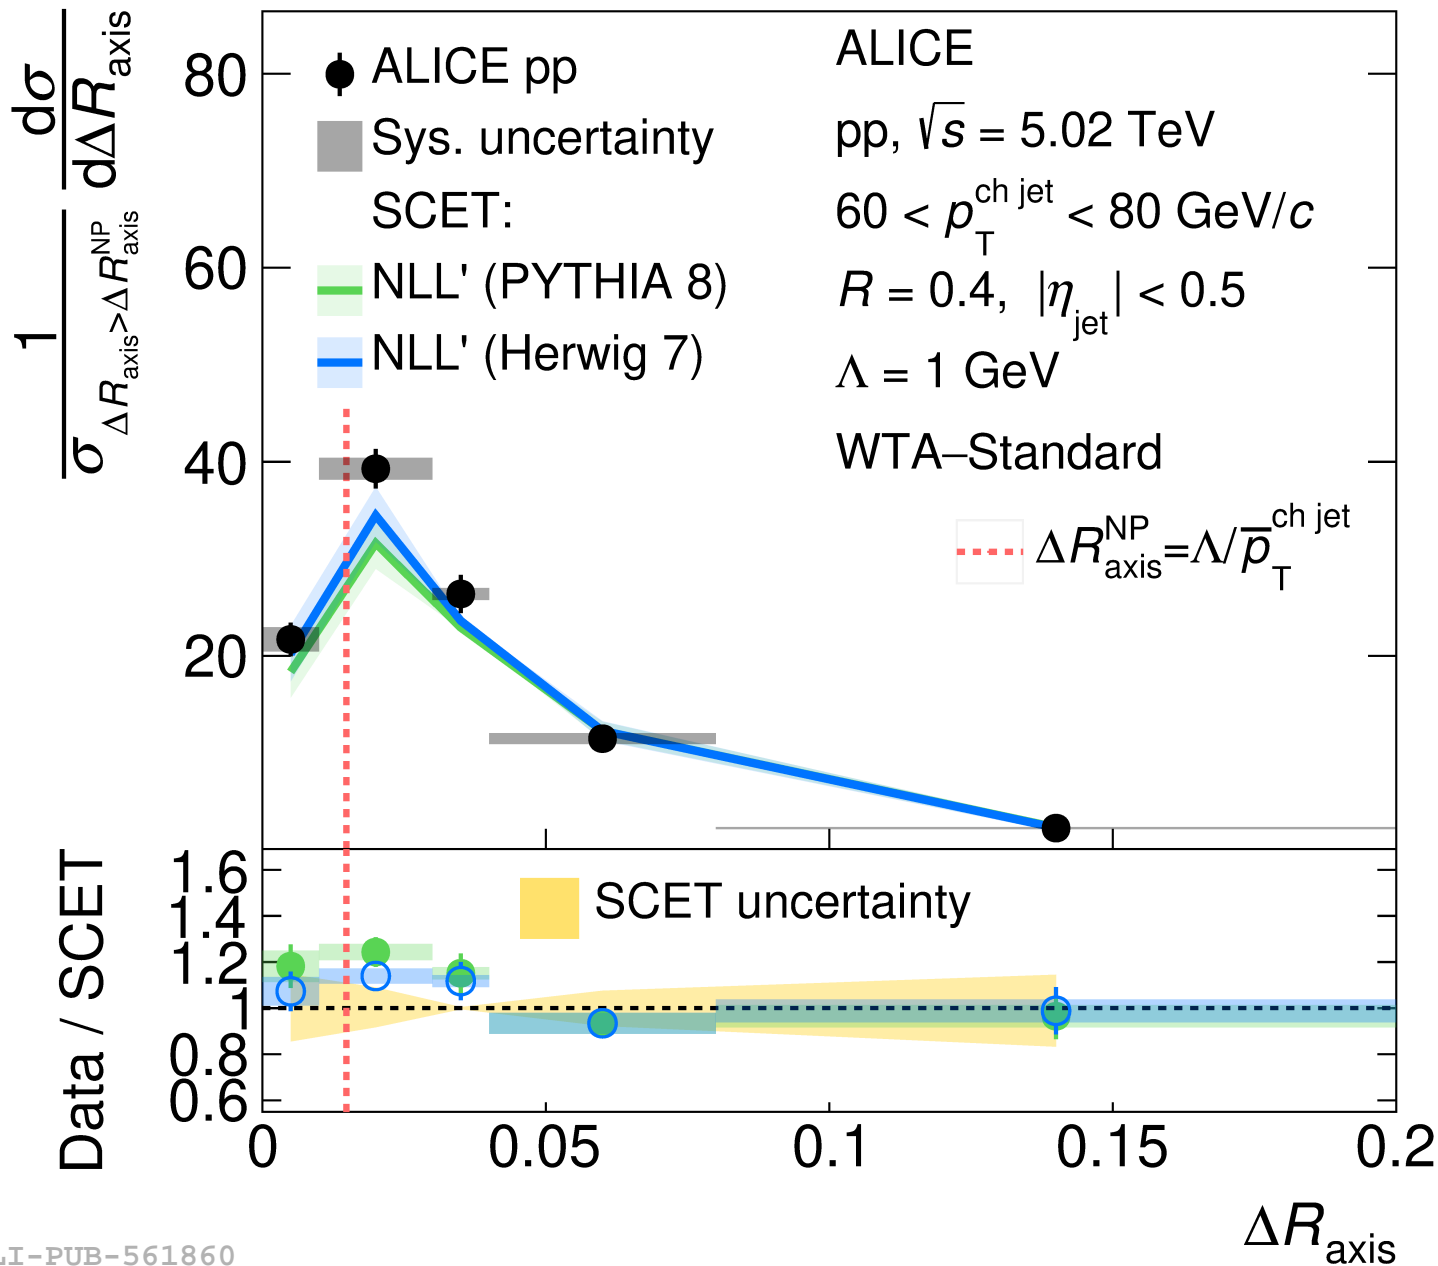 1/σ_{ΔR_axis>ΔR_axis^NP} dσ/dΔR_axis
80
60
40
20
ALICE pp
Sys. uncertainty
SCET:
NLL' (PYTHIA 8)
NLL' (Herwig 7)
ALICE
pp, √s = 5.02 TeV
60 < p_T^{ch jet} < 80 GeV/c
R = 0.4, |η_jet| < 0.5
Λ = 1 GeV
WTA–Standard
ΔR_axis^NP=Λ/p̅_T^{ch jet}
Data / SCET
1.6
1.4
1.2
1
0.8
0.6
SCET uncertainty
0 0.05 0.1 0.15 0.2
ΔR_axis
LI-PUB-561860